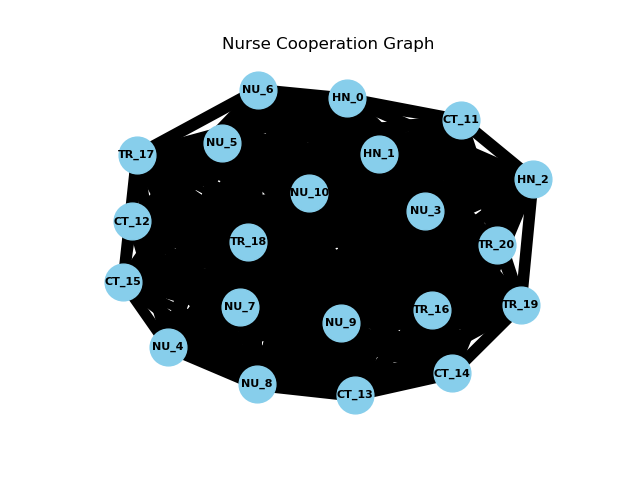 Nurse Cooperation Graph
NU_6
HN_0
CT_11
NU_5
TR_17
HN_1
HN_2
NU_10
NU_3
CT_12
TR_18
TR_20
CT_15
NU_7
TR_16
TR_19
NU_9
NU_4
CT_14
NU_8
CT_13